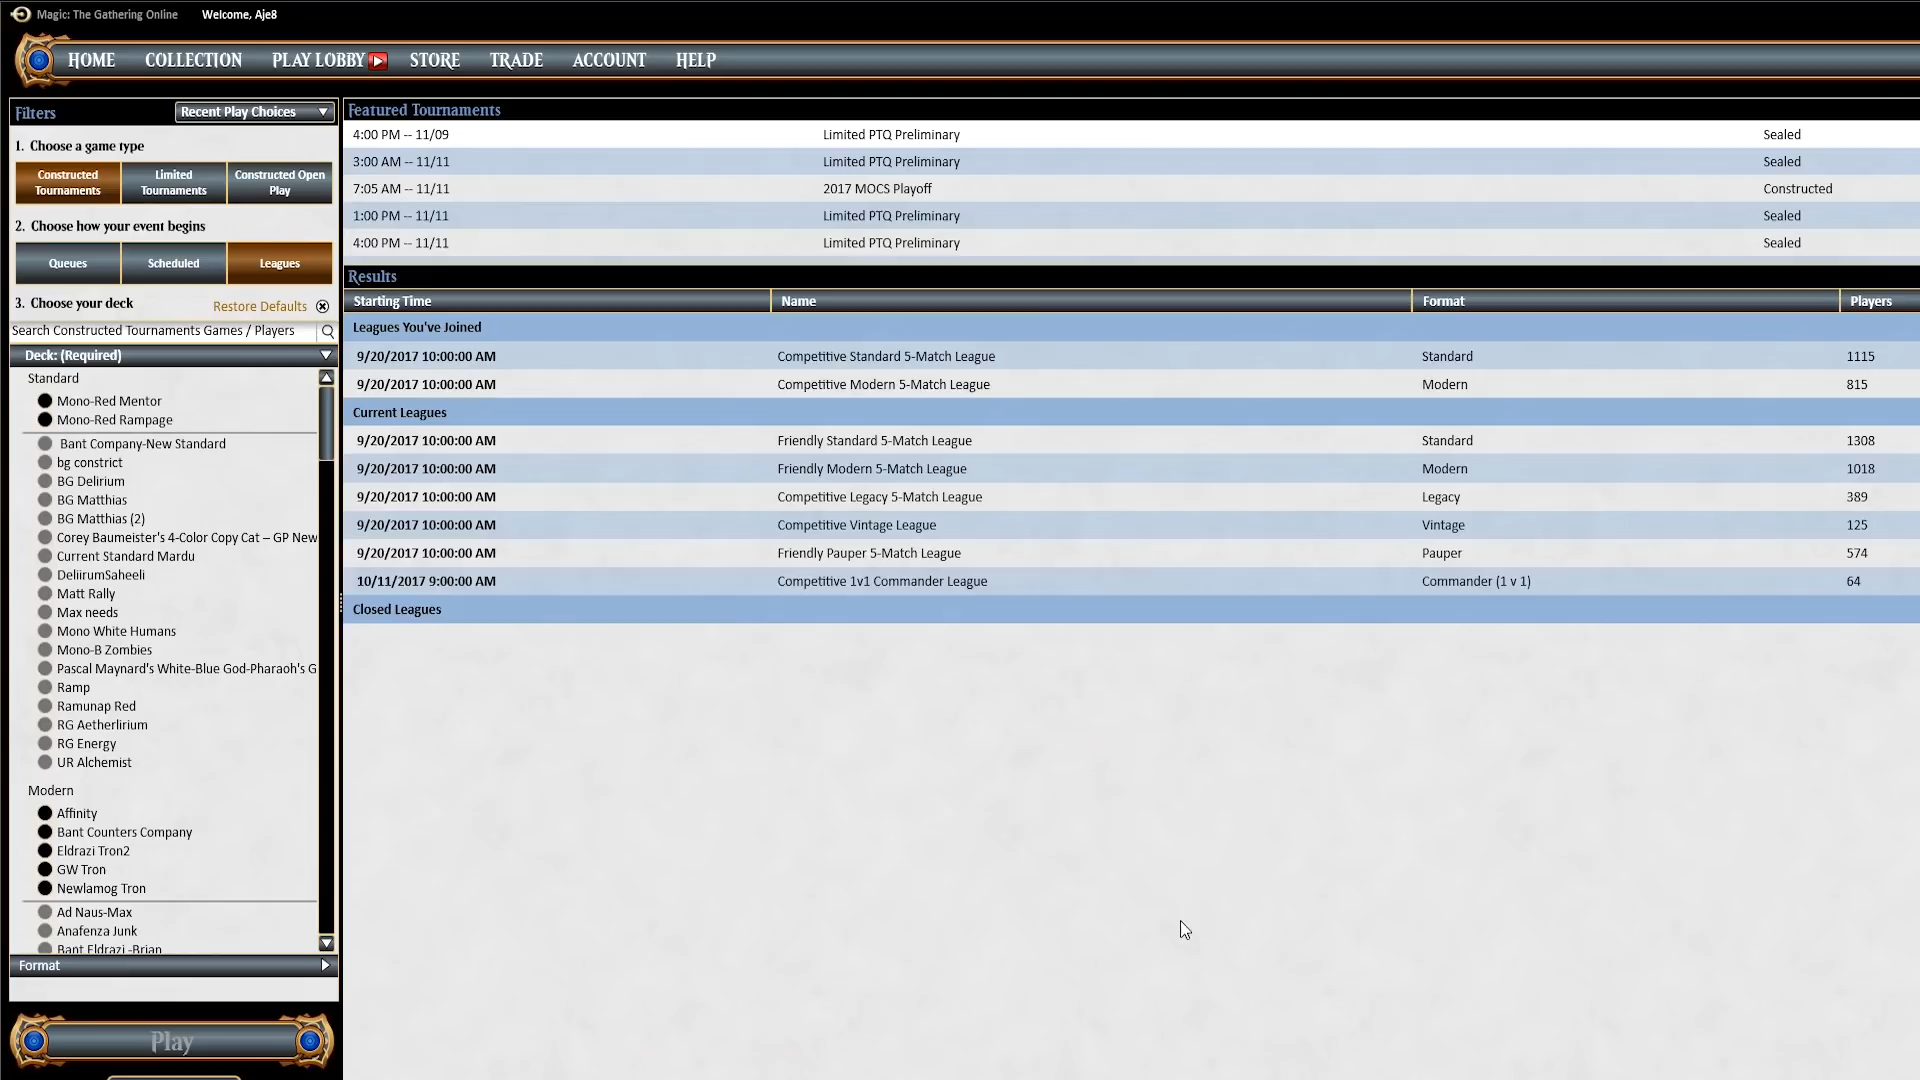 Magic: The Gathering Online Welcome, Aje8
HOME COLLECTION PLAY LOBBY STORE TRADE ACCOUNT HELP
Filters Recent Play Choices
1. Choose a game type
Constructed Tournaments Limited Tournaments Constructed Open Play
2. Choose how your event begins
Queues Scheduled Leagues
3. Choose your deck Restore Defaults
Search Constructed Tournaments Games / Players
Deck: (Required)
Standard
Mono-Red Mentor
Mono-Red Rampage
Bant Company-New Standard
bg constrict
BG Delirium
BG Matthias
BG Matthias (2)
Corey Baumeister's 4-Color Copy Cat – GP New
Current Standard Mardu
DeliirumSaheeli
Matt Rally
Max needs
Mono White Humans
Mono-B Zombies
Pascal Maynard's White-Blue God-Pharaoh's G
Ramp
Ramunap Red
RG Aetherlirium
RG Energy
UR Alchemist
Modern
Affinity
Bant Counters Company
Eldrazi Tron2
GW Tron
Newlamog Tron
Ad Naus-Max
Anafenza Junk
Bant Eldrazi -Brian
Format
Play
Featured Tournaments
4:00 PM -- 11/09 Limited PTQ Preliminary Sealed
3:00 AM -- 11/11 Limited PTQ Preliminary Sealed
7:05 AM -- 11/11 2017 MOCS Playoff Constructed
1:00 PM -- 11/11 Limited PTQ Preliminary Sealed
4:00 PM -- 11/11 Limited PTQ Preliminary Sealed
Results
Starting Time Name Format Players
Leagues You've Joined
9/20/2017 10:00:00 AM Competitive Standard 5-Match League Standard 1115
9/20/2017 10:00:00 AM Competitive Modern 5-Match League Modern 815
Current Leagues
9/20/2017 10:00:00 AM Friendly Standard 5-Match League Standard 1308
9/20/2017 10:00:00 AM Friendly Modern 5-Match League Modern 1018
9/20/2017 10:00:00 AM Competitive Legacy 5-Match League Legacy 389
9/20/2017 10:00:00 AM Competitive Vintage League Vintage 125
9/20/2017 10:00:00 AM Friendly Pauper 5-Match League Pauper 574
10/11/2017 9:00:00 AM Competitive 1v1 Commander League Commander (1 v 1) 64
Closed Leagues